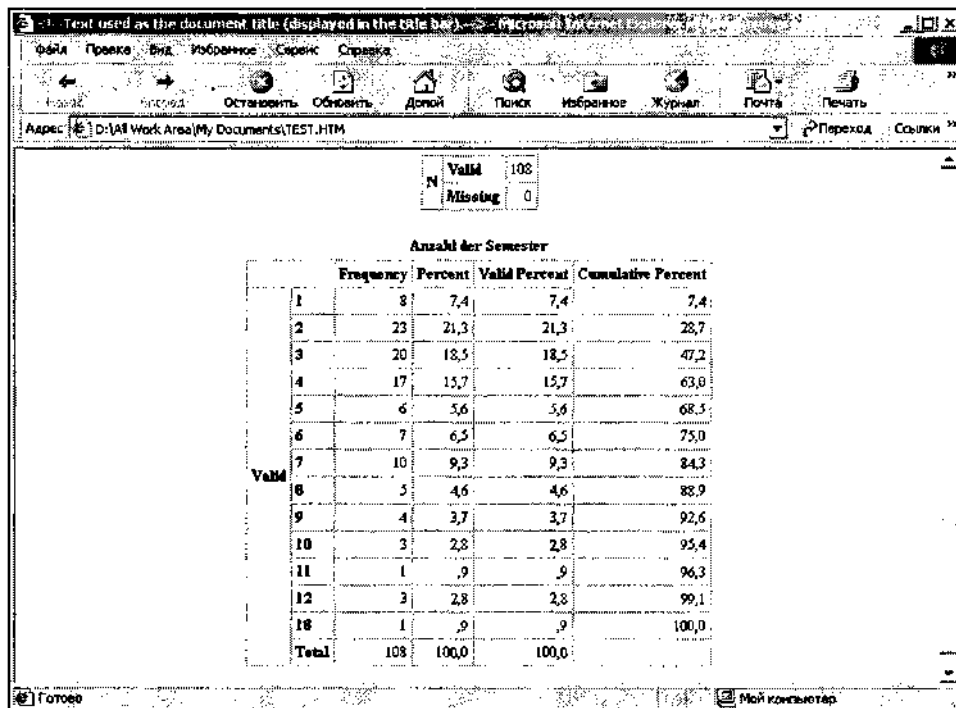 <!-- Text used as the document title (displayed in the title bar). --> - Microsoft Internet Explorer
Файл Правка Вид Избранное Сервис Справка
Остановить Обновить Домой Поиск Избранное Журнал Почта Печать
Адрес D:\All Work Area\My Documents\TEST.HTM Переход Ссылки
N Valid 108
Missing 0
Anzahl der Semester
Frequency Percent Valid Percent Cumulative Percent
Valid
1 8 7,4 7,4 7,4
2 23 21,3 21,3 28,7
3 20 18,5 18,5 47,2
4 17 15,7 15,7 63,0
5 6 5,6 5,6 68,5
6 7 6,5 6,5 75,0
7 10 9,3 9,3 84,3
8 5 4,6 4,6 88,9
9 4 3,7 3,7 92,6
10 3 2,8 2,8 95,4
11 1 ,9 ,9 96,3
12 3 2,8 2,8 99,1
18 1 ,9 ,9 100,0
Total 108 100,0 100,0
Готово Мой компьютер